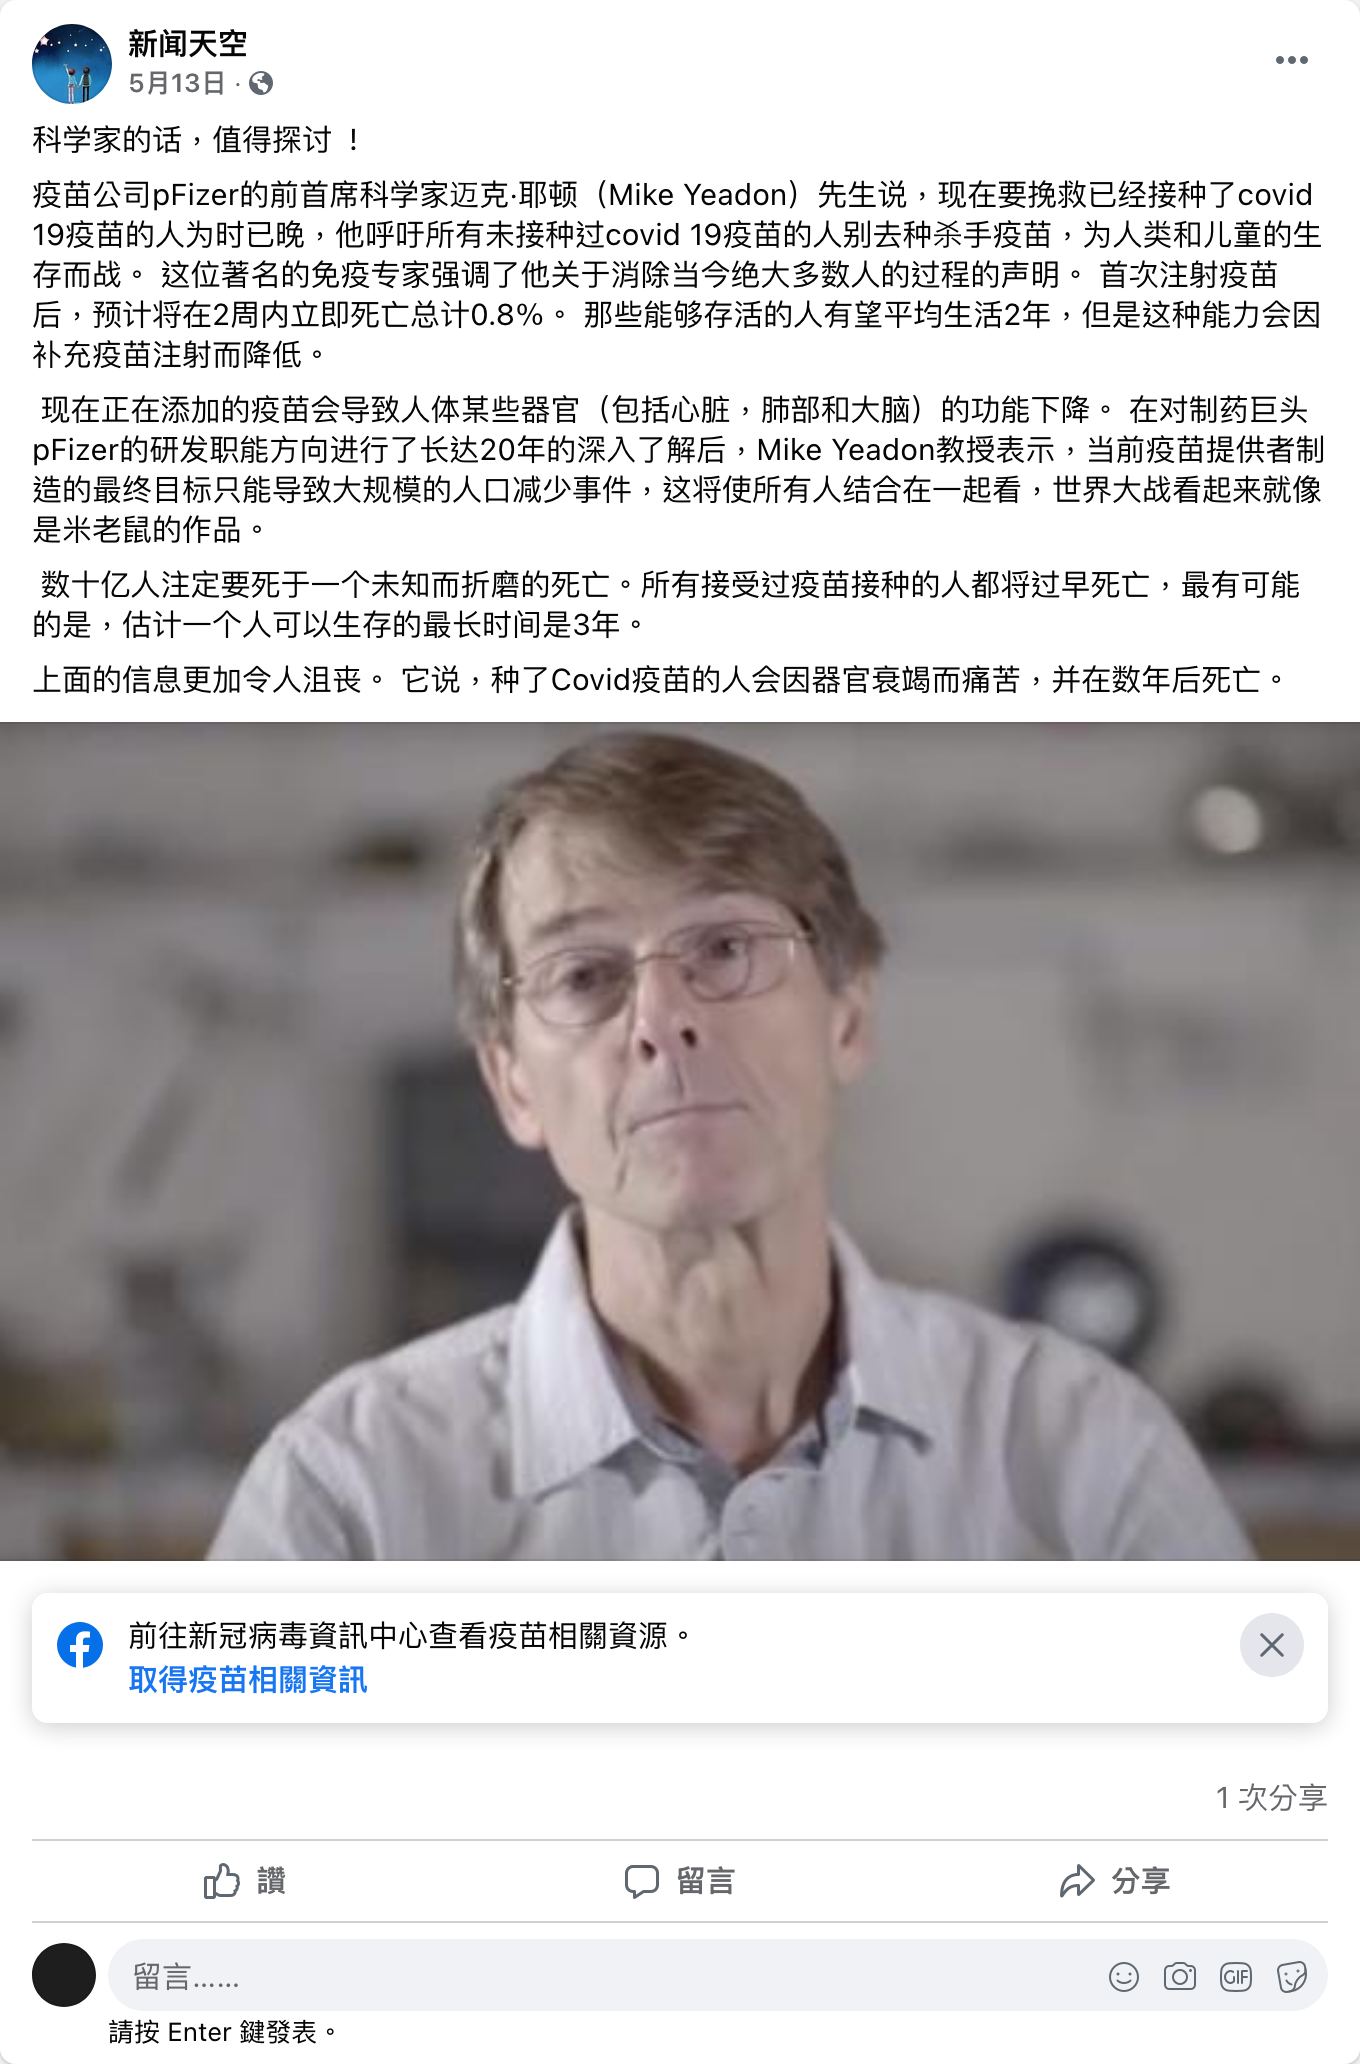 新闻天空
5月13日 ·
科学家的话，值得探讨 ！
疫苗公司pFizer的前首席科学家迈克·耶顿（Mike Yeadon）先生说，现在要挽救已经接种了covid
19疫苗的人为时已晚，他呼吁所有未接种过covid 19疫苗的人别去种杀手疫苗，为人类和儿童的生
存而战。 这位著名的免疫专家强调了他关于消除当今绝大多数人的过程的声明。 首次注射疫苗
后，预计将在2周内立即死亡总计0.8％。 那些能够存活的人有望平均生活2年，但是这种能力会因
补充疫苗注射而降低。
现在正在添加的疫苗会导致人体某些器官（包括心脏，肺部和大脑）的功能下降。 在对制药巨头
pFizer的研发职能方向进行了长达20年的深入了解后，Mike Yeadon教授表示，当前疫苗提供者制
造的最终目标只能导致大规模的人口减少事件，这将使所有人结合在一起看，世界大战看起来就像
是米老鼠的作品。
数十亿人注定要死于一个未知而折磨的死亡。所有接受过疫苗接种的人都将过早死亡，最有可能
的是，估计一个人可以生存的最长时间是3年。
上面的信息更加令人沮丧。 它说，种了Covid疫苗的人会因器官衰竭而痛苦，并在数年后死亡。
前往新冠病毒資訊中心查看疫苗相關資源。
取得疫苗相關資訊
1 次分享
讚
留言
分享
留言......
GIF
請按 Enter 鍵發表。